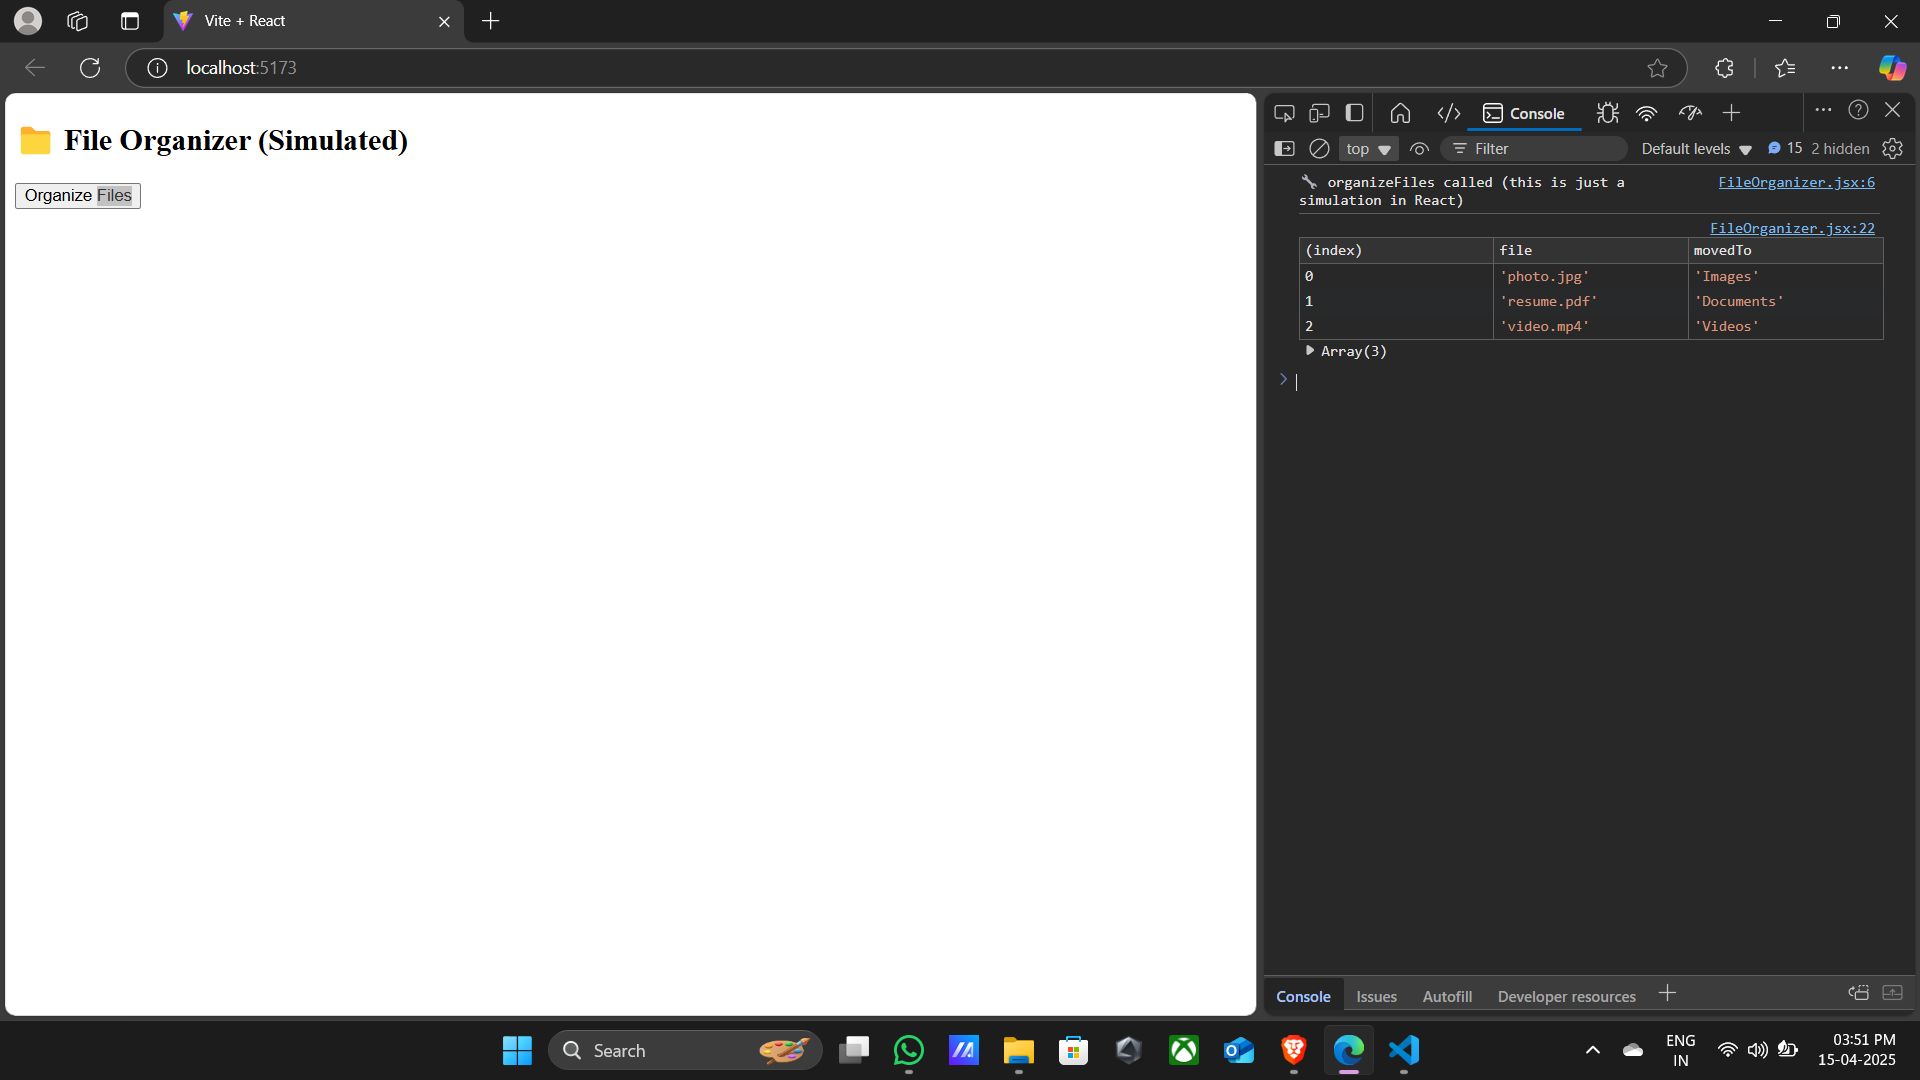 Vite + React
localhost:5173
File Organizer (Simulated)
Organize Files
Console
top
Filter
Default levels
15
2 hidden
organizeFiles called (this is just a
simulation in React)
FileOrganizer.jsx:6
FileOrganizer.jsx:22
(index) file movedTo
0 'photo.jpg' 'Images'
1 'resume.pdf' 'Documents'
2 'video.mp4' 'Videos'
Array(3)
Console Issues Autofill Developer resources
Search
ENG
IN
03:51 PM
15-04-2025